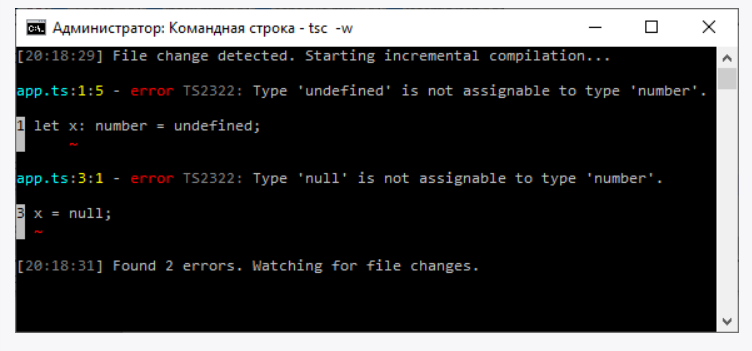 Администратор: Командная строка - tsc -w
[20:18:29] File change detected. Starting incremental compilation...
app.ts:1:5 - error TS2322: Type 'undefined' is not assignable to type 'number'.
1 let x: number = undefined;
~
app.ts:3:1 - error TS2322: Type 'null' is not assignable to type 'number'.
3 x = null;
~
[20:18:31] Found 2 errors. Watching for file changes.